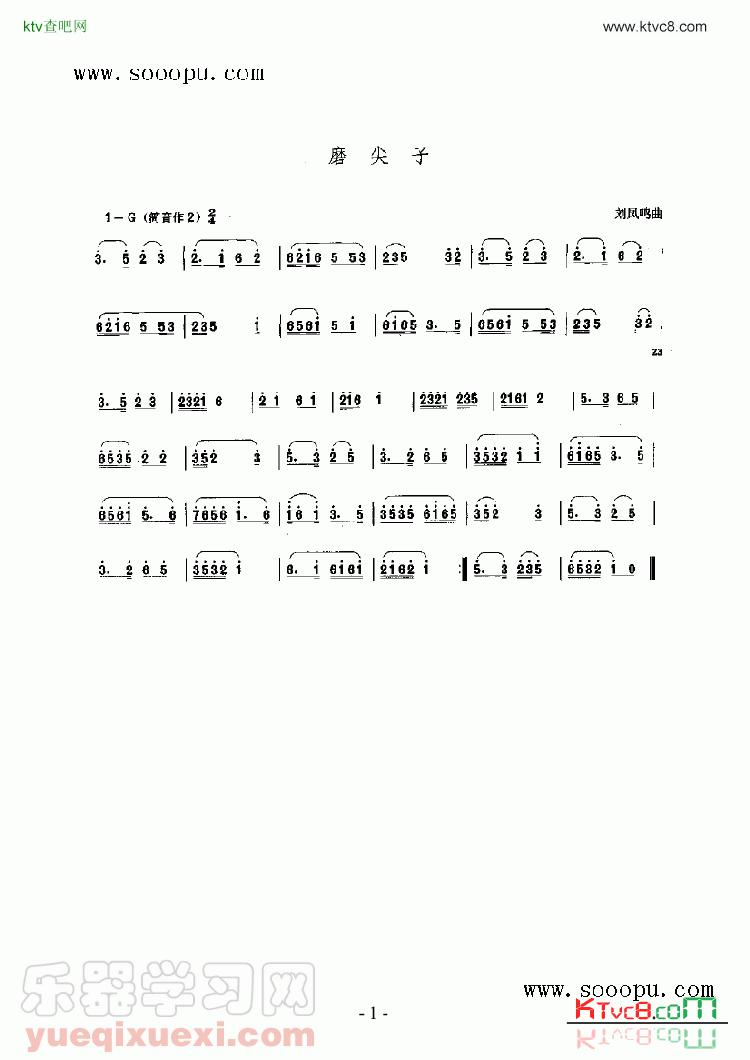 ktv查吧网 www.ktvc8.com
www.sooopu.com
磨 尖 子
1-G (筒音作2) 2/4 刘凤鸣曲
3. 5 2 3 | 2. 1 6 2 | 6216 5 53 | 235 32 | 3. 5 2 3 | 2. 1 6 2 |
6216 5 53 | 235 1 | 6561 5 1 | 6105 3. 5 | 6561 5 53 | 235 32
23
3. 5 2 3 | 2321 6 | 2 1 6 1 | 216 1 | 2321 235 | 2161 2 | 5. 3 6 5 |
6535 2 2 | 352 3 | 5. 3 2 5 | 3. 2 6 5 | 3532 1 1 | 6165 3. 5 |
6561 5. 6 | 7656 1. 6 | 16 1 3. 5 | 3535 6165 | 352 3 | 5. 3 25 |
3. 2 6 5 | 3532 1 | 6. 1 6161 | 2162 1 :| 5. 3 235 | 6532 1 0 ‖
乐器学习网
yueqixuexi.com
- 1 -
www.sooopu.com
KTVC8.COM